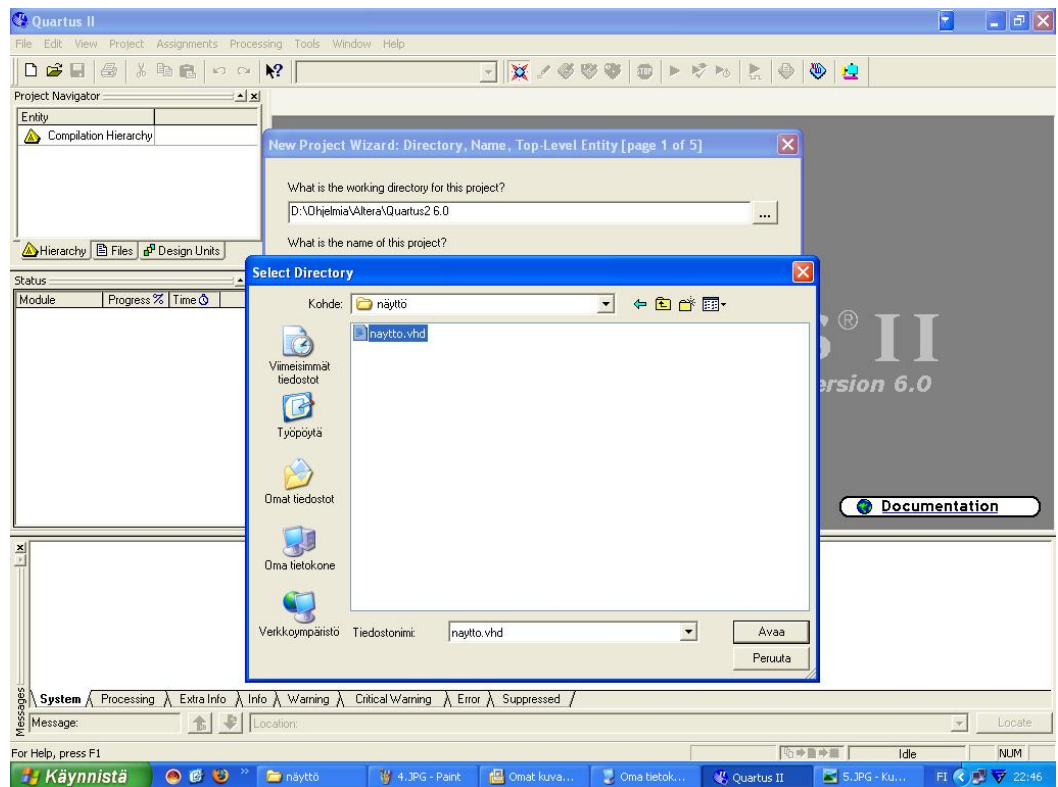 Quartus II
File Edit View Project Assignments Processing Tools Window Help
Project Navigator
Entity
Compilation Hierarchy
Hierarchy Files Design Units
Status
Module Progress % Time
New Project Wizard: Directory, Name, Top-Level Entity [page 1 of 5]
What is the working directory for this project?
D:\Ohjelmia\Altera\Quartus2 6.0
...
What is the name of this project?
Select Directory
Kohde: näyttö
naytto.vhd
Viimeisimmät
tiedostot
Työpöytä
Omat tiedostot
Oma tietokone
Verkkoympäristö
Tiedostonimi: naytto.vhd
Avaa
Peruuta
S® II
ersion 6.0
Documentation
Messages
System Processing Extra Info Info Warning Critical Warning Error Suppressed
Message: Location: Locate
For Help, press F1 Idle NUM
Käynnistä » näyttö 4.JPG - Paint Omat kuva... Oma tietok... Quartus II 5.JPG - Ku... FI 22:46